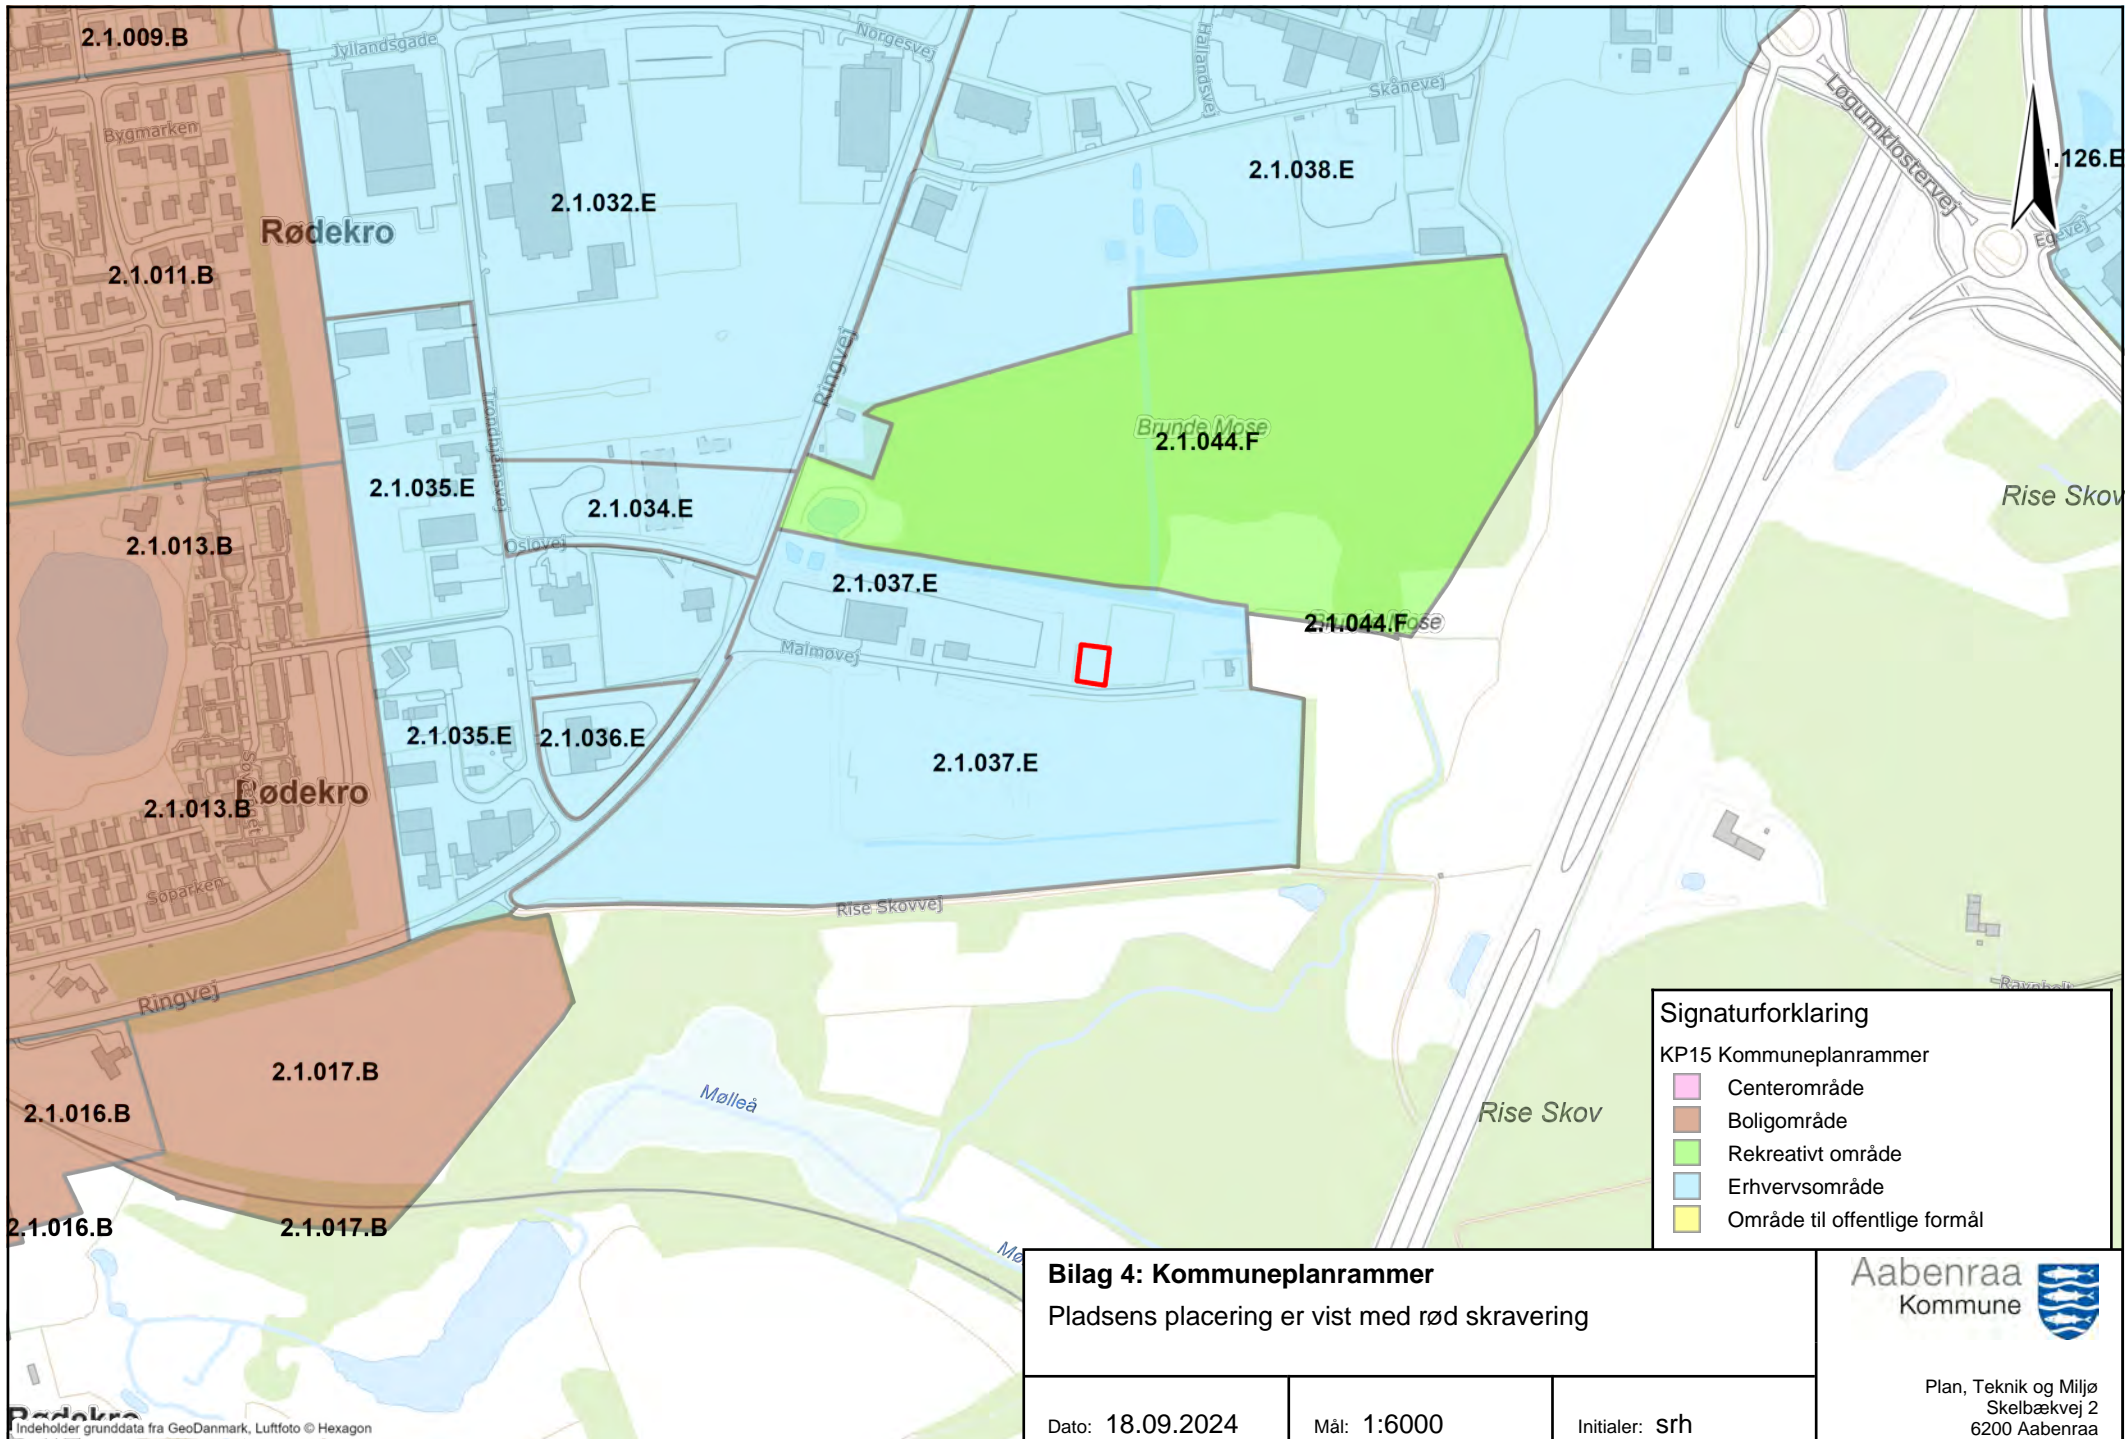 2.1.009.B
Jyllandsgade
Norgesvej
Hallandsvej
Skånevej
Løgumklostervej
Bygmarken
2.1.032.E
2.1.038.E
.126.E
Egevej
Rødekro
2.1.011.B
Ringvej
Trondhjemsvej
Brunde Mose
2.1.044.F
2.1.035.E
2.1.034.E
Rise Skov
2.1.013.B
Oslovej
2.1.037.E
2.1.044.F
Malmøvej
2.1.035.E
2.1.036.E
2.1.037.E
Rødekro
2.1.013.B
Søparken
Rise Skovvej
Ringvej
2.1.017.B
2.1.016.B
Mølleå
Rise Skov
2.1.016.B
2.1.017.B
Signaturforklaring
KP15 Kommuneplanrammer
Centerområde
Boligområde
Rekreativt område
Erhvervsområde
Område til offentlige formål
Bilag 4: Kommuneplanrammer
Pladsens placering er vist med rød skravering
Dato: 18.09.2024
Mål: 1:6000
Initialer: srh
Aabenraa
Kommune
Plan, Teknik og Miljø
Skelbækvej 2
6200 Aabenraa
Indeholder grunddata fra GeoDanmark, Luftfoto © Hexagon